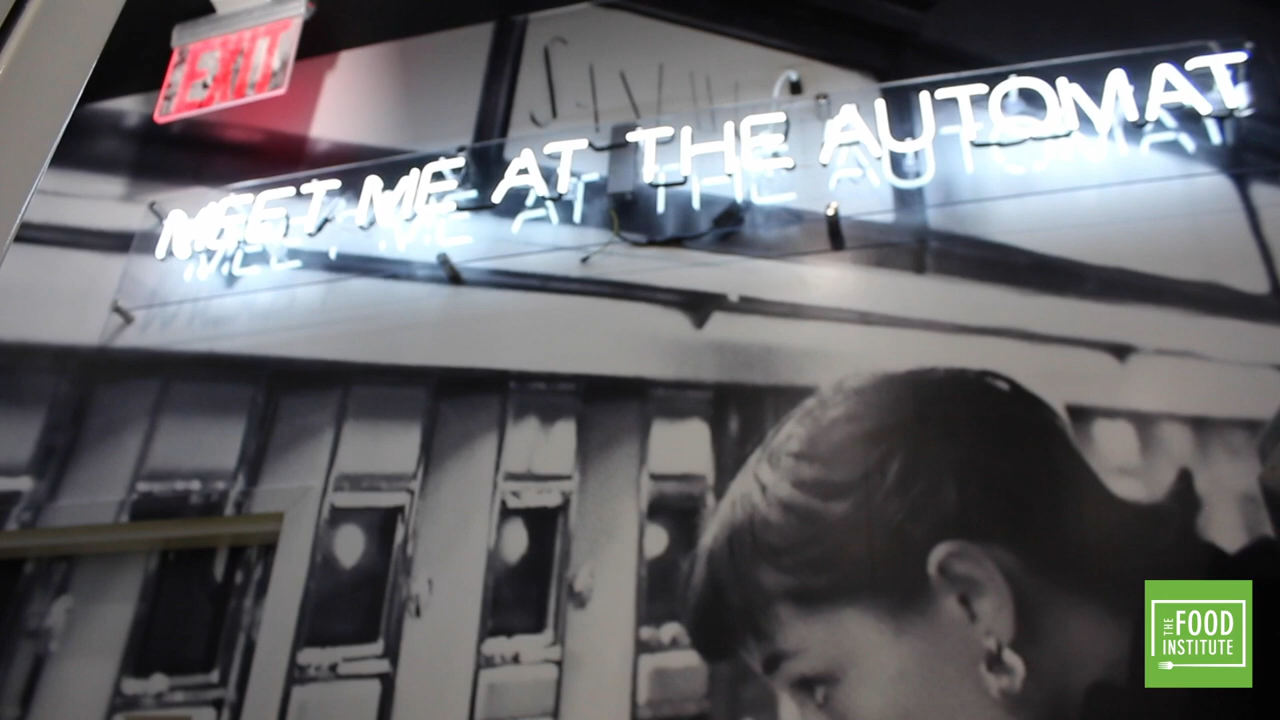 EXIT
MEET ME AT THE AUTOMAT
THE
FOOD
INSTITUTE